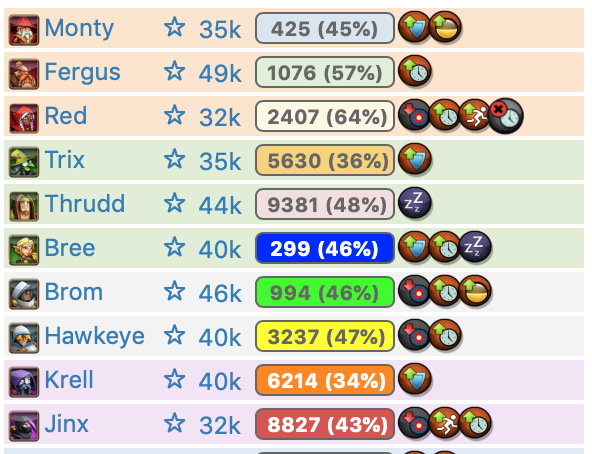 Monty ☆ 35k 425 (45%)
Fergus ☆ 49k 1076 (57%)
Red ☆ 32k 2407 (64%)
Trix ☆ 35k 5630 (36%)
Thrudd ☆ 44k 9381 (48%) zZz
Bree ☆ 40k 299 (46%) zZz
Brom ☆ 46k 994 (46%)
Hawkeye ☆ 40k 3237 (47%)
Krell ☆ 40k 6214 (34%)
Jinx ☆ 32k 8827 (43%)